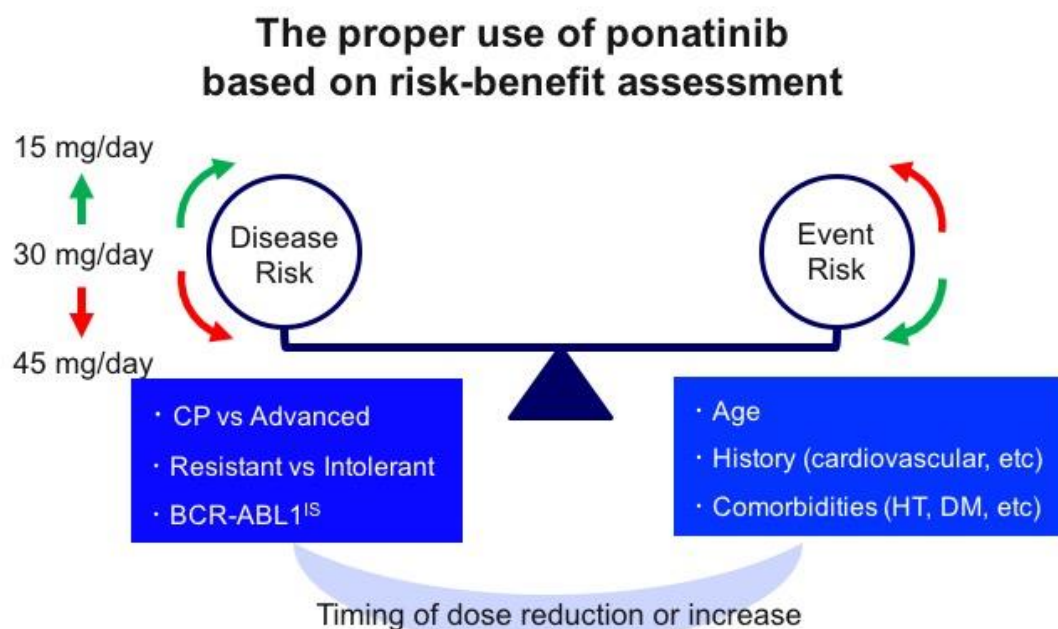 The proper use of ponatinib
based on risk-benefit assessment
15 mg/day
30 mg/day
45 mg/day
Disease
Risk
Event
Risk
・CP vs Advanced
・Resistant vs Intolerant
・BCR-ABL1ᴵˢ
・Age
・History (cardiovascular, etc)
・Comorbidities (HT, DM, etc)
Timing of dose reduction or increase